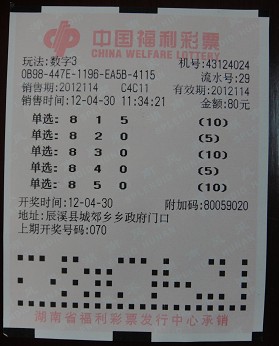 中国福利彩票
CHINA WELFARE LOTTERY
玩法:数字3 机号:43124024
0B98-447E-1196-EA5B-4115 流水号:29
销售期:2012114 C4C11 有效期:2012114
销售时间:12-04-30 11:34:21 金额:80元
单选: 8 1 5 (10)
单选: 8 2 0 (5)
单选: 8 3 0 (10)
单选: 8 4 0 (5)
单选: 8 5 0 (10)
开奖时间:12-04-30 附加码:80059020
地址:辰溪县城郊乡乡政府门口
上期开奖号码:070
湖南省福利彩票发行中心承销